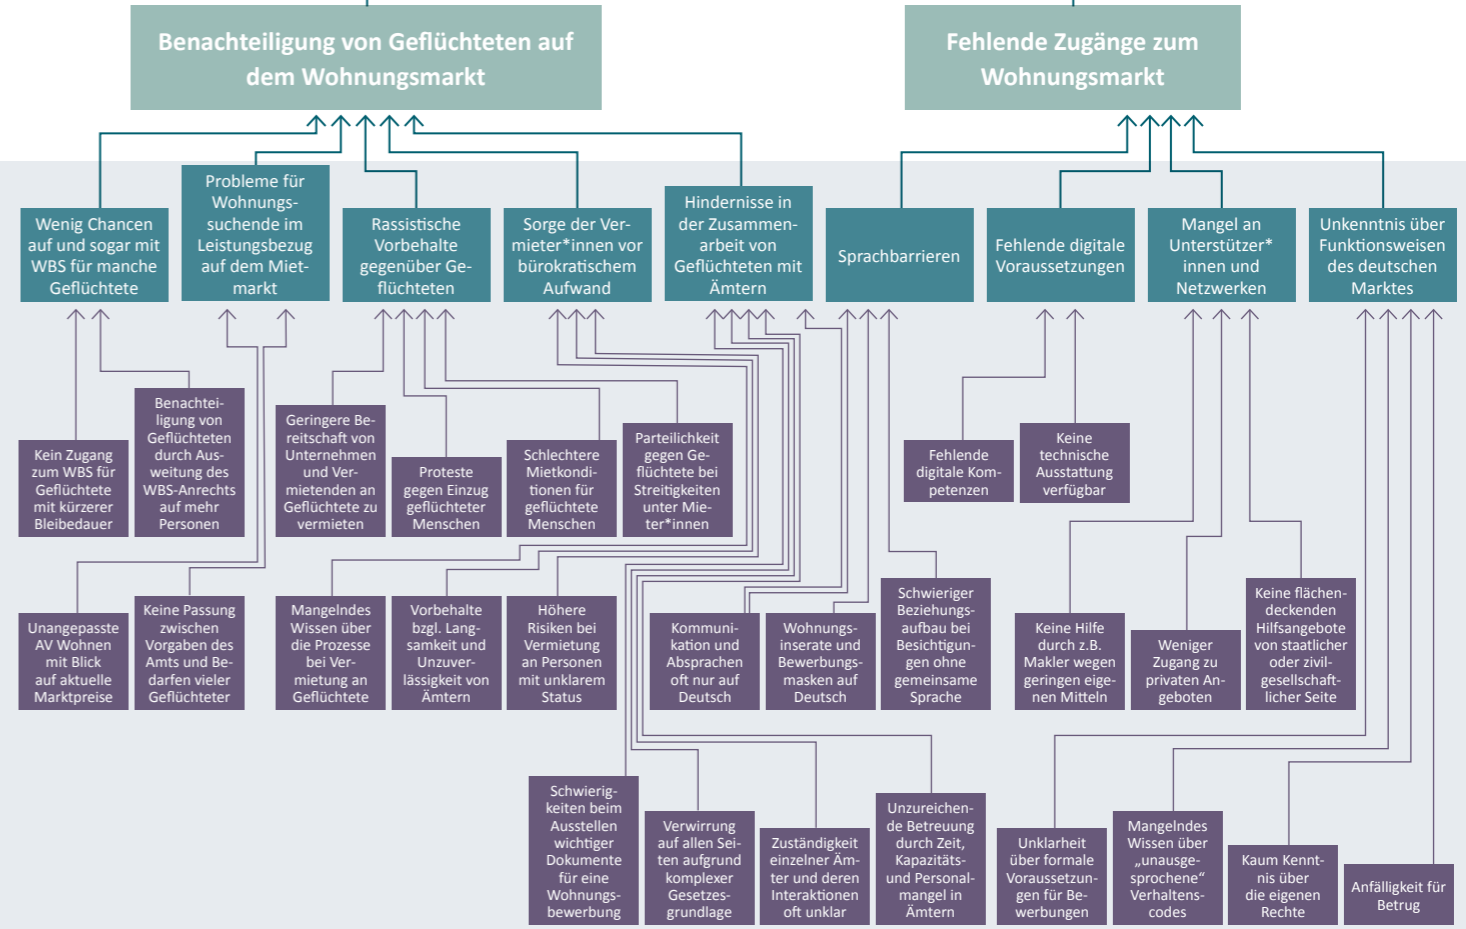 Benachteiligung von Geflüchteten auf
dem Wohnungsmarkt
Fehlende Zugänge zum
Wohnungsmarkt
Wenig Chancen
auf und sogar mit
WBS für manche
Geflüchtete
Probleme für
Wohnungs-
suchende im
Leistungsbezug
auf dem Miet-
markt
Rassistische
Vorbehalte
gegenüber Ge-
flüchteten
Sorge der Ver-
mieter*innen vor
bürokratischem
Aufwand
Hindernisse in
der Zusammen-
arbeit von
Geflüchteten mit
Ämtern
Sprachbarrieren
Fehlende digitale
Voraussetzungen
Mangel an
Unterstützer*
innen und
Netzwerken
Unkenntnis über
Funktionsweisen
des deutschen
Marktes
Kein Zugang
zum WBS für
Geflüchtete
mit kürzerer
Bleibedauer
Benachtei-
ligung von
Geflüchteten
durch Aus-
weitung des
WBS-Anrechts
auf mehr
Personen
Geringere Be-
reitschaft von
Unternehmen
und Ver-
mietenden an
Geflüchtete zu
vermieten
Proteste
gegen Einzug
geflüchteter
Menschen
Schlechtere
Mietkondi-
tionen für
geflüchtete
Menschen
Parteilichkeit
gegen Ge-
flüchtete bei
Streitigkeiten
unter Mie-
ter*innen
Fehlende
digitale Kom-
petenzen
Keine
technische
Ausstattung
verfügbar
Unangepasste
AV Wohnen
mit Blick
auf aktuelle
Marktpreise
Keine Passung
zwischen
Vorgaben des
Amts und Be-
darfen vieler
Geflüchteter
Mangelndes
Wissen über
die Prozesse
bei Ver-
mietung an
Geflüchtete
Vorbehalte
bzgl. Lang-
samkeit und
Unzuver-
lässigkeit von
Ämtern
Höhere
Risiken bei
Vermietung
an Personen
mit unklarem
Status
Kommuni-
kation und
Absprachen
oft nur auf
Deutsch
Wohnungs-
inserate und
Bewerbungs-
masken auf
Deutsch
Schwieriger
Beziehungs-
aufbau bei
Besichtigun-
gen ohne
gemeinsame
Sprache
Keine Hilfe
durch z.B.
Makler wegen
geringen eige-
nen Mitteln
Weniger
Zugang zu
privaten An-
geboten
Keine flächen-
deckenden
Hilfsangebote
von staatlicher
oder zivil-
gesellschaft-
licher Seite
Schwierig-
keiten beim
Ausstellen
wichtiger
Dokumente
für eine
Wohnungs-
bewerbung
Verwirrung
auf allen Sei-
ten aufgrund
komplexer
Gesetzes-
grundlage
Zuständigkeit
einzelner Äm-
ter und deren
Interaktionen
oft unklar
Unzureichen-
de Betreuung
durch Zeit,
Kapazitäts-
und Personal-
mangel in
Ämtern
Unklarheit
über formale
Voraussetzun-
gen für Be-
werbungen
Mangelndes
Wissen über
„unausge-
sprochene“
Verhaltens-
codes
Kaum Kennt-
nis über
die eigenen
Rechte
Anfälligkeit für
Betrug